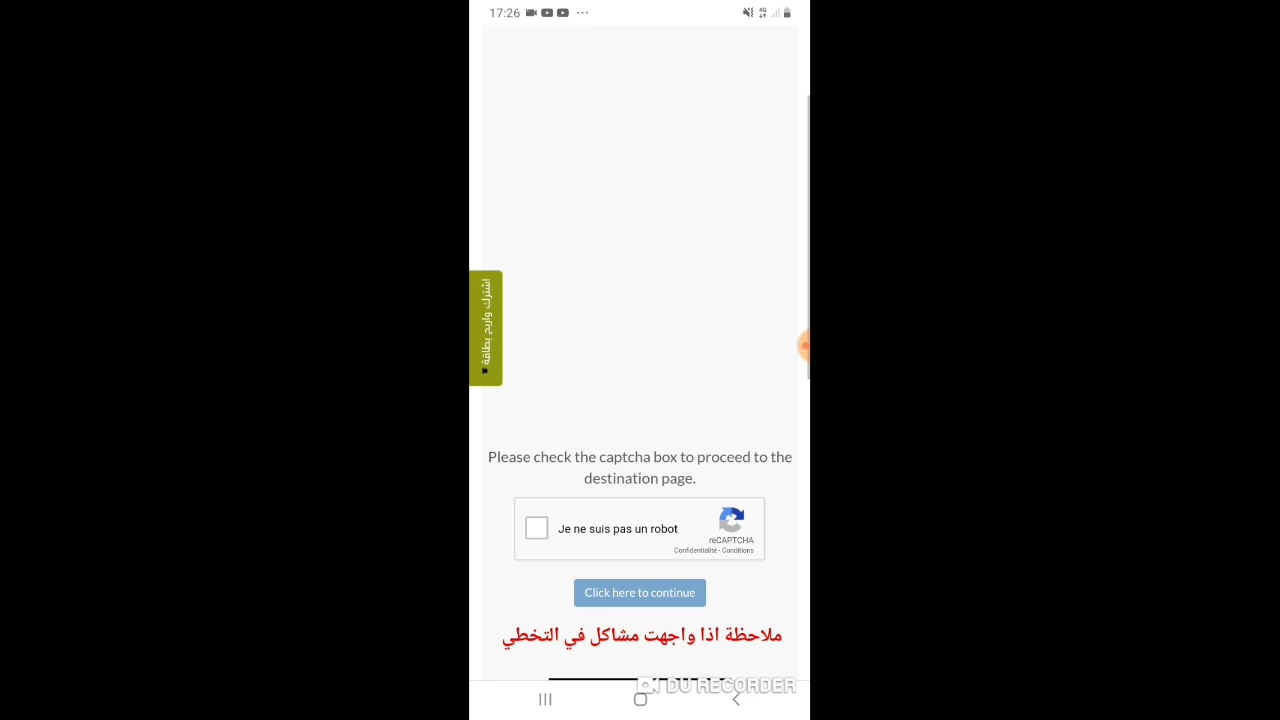 17:26
4G
اشترك واربح بطاقة
Please check the captcha box to proceed to the
destination page.
Je ne suis pas un robot
reCAPTCHA
Confidentialité - Conditions
Click here to continue
ملاحظة اذا واجهت مشاكل في التخطي
DU RECORDER